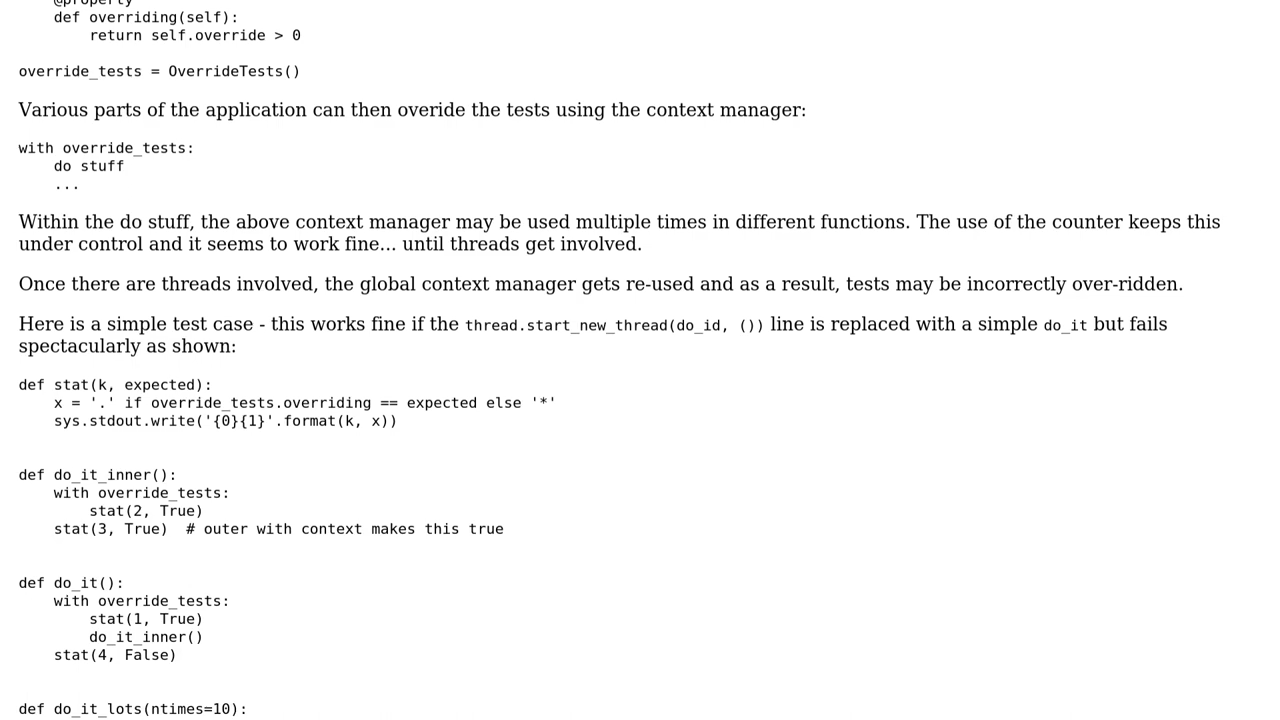 @property
    def overriding(self):
        return self.override > 0
override_tests = OverrideTests()
Various parts of the application can then overide the tests using the context manager:
with override_tests:
    do stuff
    ...
Within the do stuff, the above context manager may be used multiple times in different functions. The use of the counter keeps this
under control and it seems to work fine... until threads get involved.
Once there are threads involved, the global context manager gets re-used and as a result, tests may be incorrectly over-ridden.
Here is a simple test case - this works fine if the thread.start_new_thread(do_id, ()) line is replaced with a simple do_it but fails
spectacularly as shown:
def stat(k, expected):
    x = '.' if override_tests.overriding == expected else '*'
    sys.stdout.write('{0}{1}'.format(k, x))
def do_it_inner():
    with override_tests:
        stat(2, True)
    stat(3, True)  # outer with context makes this true
def do_it():
    with override_tests:
        stat(1, True)
        do_it_inner()
    stat(4, False)
def do_it_lots(ntimes=10):